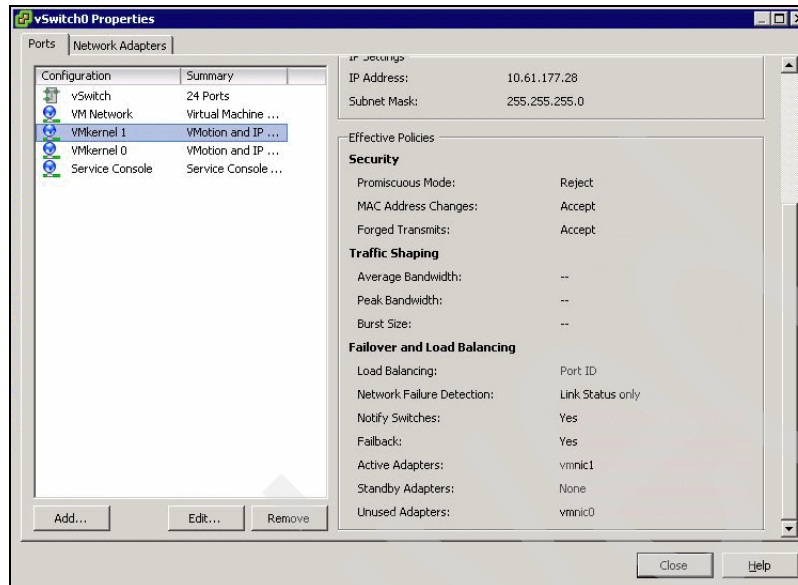 vSwitch0 Properties
Ports
Network Adapters
Configuration Summary
vSwitch 24 Ports
VM Network Virtual Machine ...
VMkernel 1 VMotion and IP ...
VMkernel 0 VMotion and IP ...
Service Console Service Console ...
Add...
Edit...
Remove
IP Settings
IP Address: 10.61.177.28
Subnet Mask: 255.255.255.0
Effective Policies
Security
Promiscuous Mode: Reject
MAC Address Changes: Accept
Forged Transmits: Accept
Traffic Shaping
Average Bandwidth: --
Peak Bandwidth: --
Burst Size: --
Failover and Load Balancing
Load Balancing: Port ID
Network Failure Detection: Link Status only
Notify Switches: Yes
Failback: Yes
Active Adapters: vmnic1
Standby Adapters: None
Unused Adapters: vmnic0
Close
Help